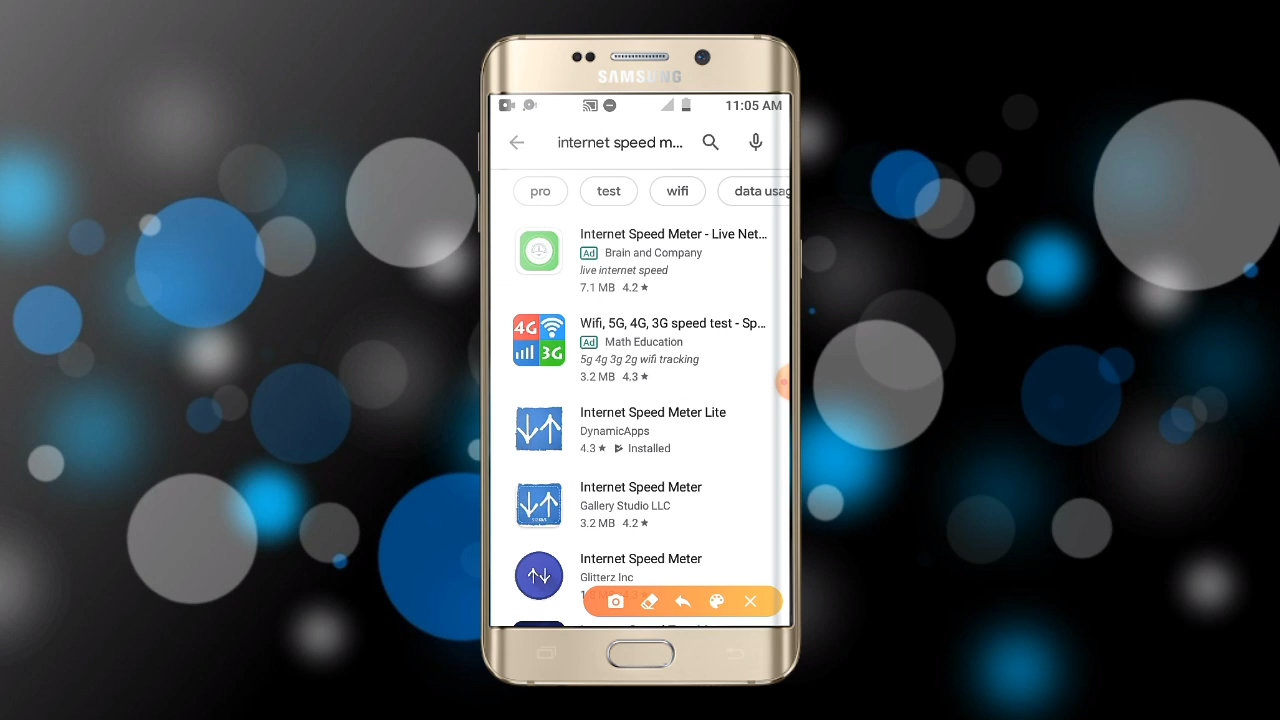 SAMSUNG
11:05 AM
internet speed m...
pro
test
wifi
data usag
Internet Speed Meter - Live Net...
Ad Brain and Company
live internet speed
7.1 MB 4.2 ★
4G
3G
Wifi, 5G, 4G, 3G speed test - Sp...
Ad Math Education
5g 4g 3g 2g wifi tracking
3.2 MB 4.3 ★
Internet Speed Meter Lite
DynamicApps
4.3 ★ Installed
Internet Speed Meter
Gallery Studio LLC
3.2 MB 4.2 ★
Internet Speed Meter
Glitterz Inc